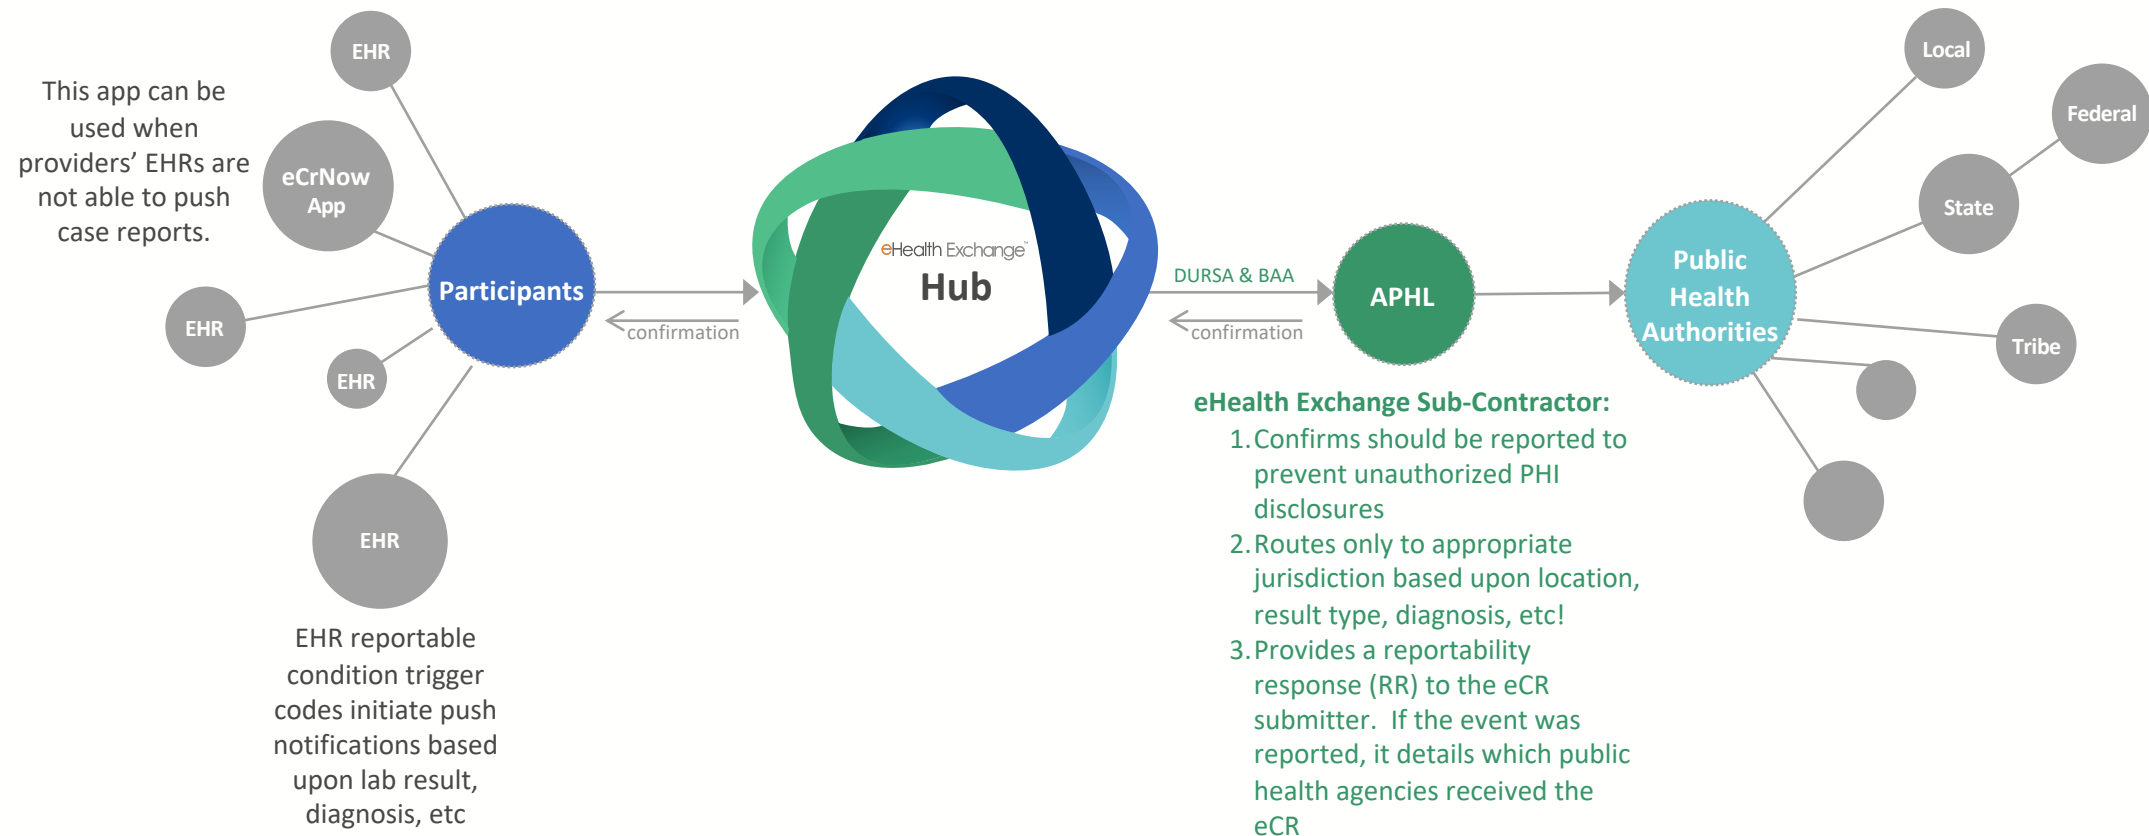 EHR
This app can be
used when
providers’ EHRs are
not able to push
case reports.
eCrNow
App
EHR
EHR
Participants
EHR
EHR reportable
condition trigger
codes initiate push
notifications based
upon lab result,
diagnosis, etc
confirmation
eHealth Exchange™
Hub
DURSA & BAA
confirmation
APHL
eHealth Exchange Sub-Contractor:
1. Confirms should be reported to
prevent unauthorized PHI
disclosures
2. Routes only to appropriate
jurisdiction based upon location,
result type, diagnosis, etc!
3. Provides a reportability
response (RR) to the eCR
submitter.  If the event was
reported, it details which public
health agencies received the
eCR
Public
Health
Authorities
Local
Federal
State
Tribe